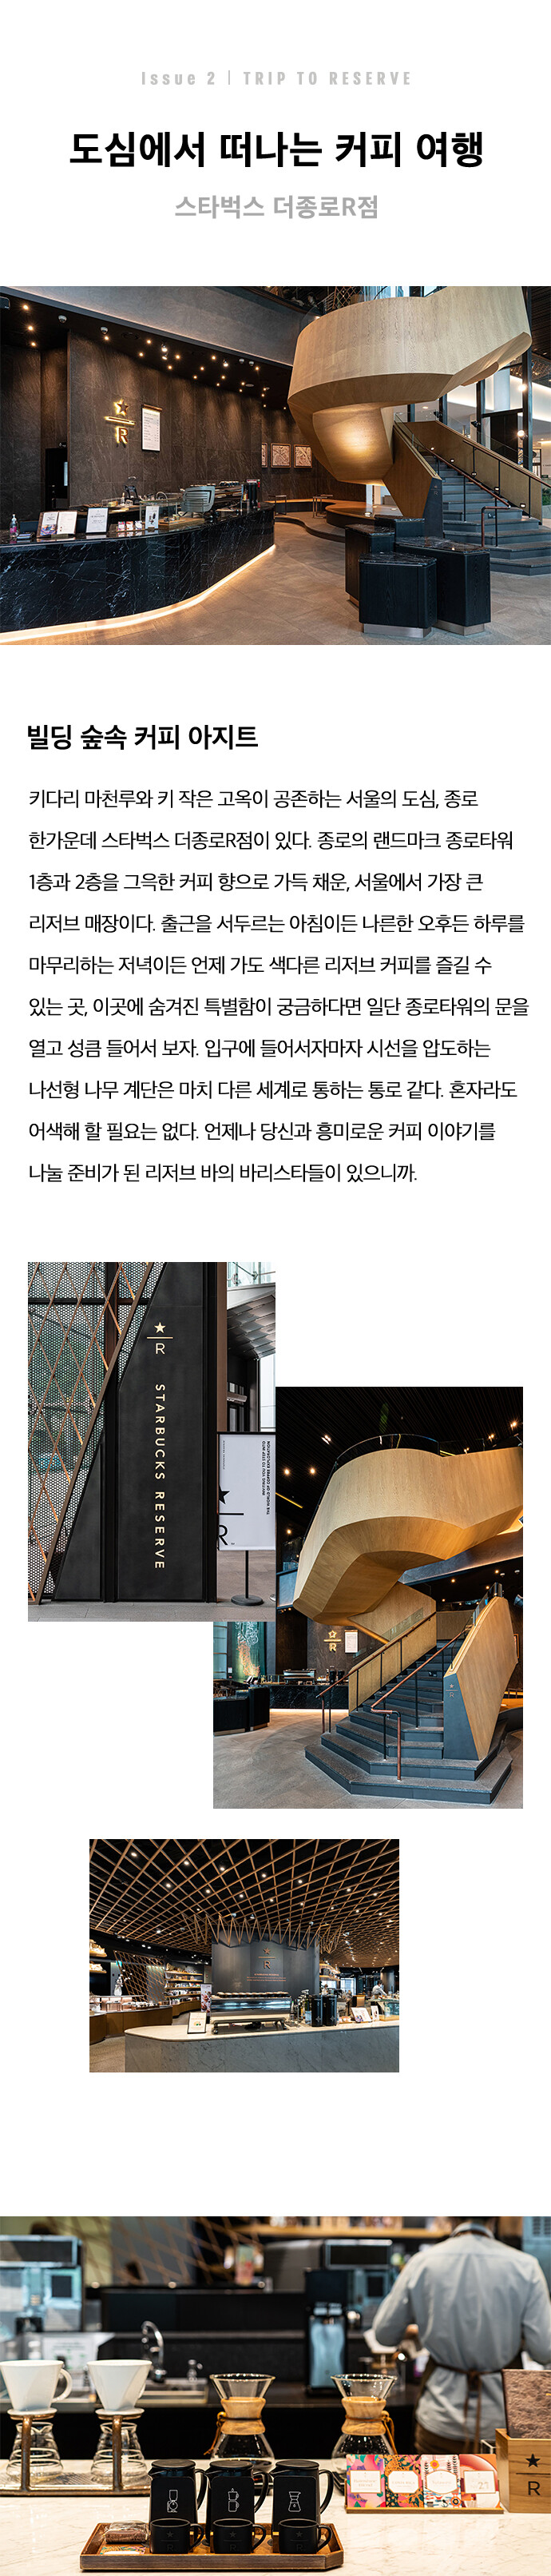 Issue 2 | TRIP TO RESERVE
도심에서 떠나는 커피 여행
스타벅스 더종로R점
R
빌딩 숲속 커피 아지트
키다리 마천루와 키 작은 고옥이 공존하는 서울의 도심, 종로
한가운데 스타벅스 더종로R점이 있다. 종로의 랜드마크 종로타워
1층과 2층을 그윽한 커피 향으로 가득 채운, 서울에서 가장 큰
리저브 매장이다. 출근을 서두르는 아침이든 나른한 오후든 하루를
마무리하는 저녁이든 언제 가도 색다른 리저브 커피를 즐길 수
있는 곳, 이곳에 숨겨진 특별함이 궁금하다면 일단 종로타워의 문을
열고 성큼 들어서 보자. 입구에 들어서자마자 시선을 압도하는
나선형 나무 계단은 마치 다른 세계로 통하는 통로 같다. 혼자라도
어색해 할 필요는 없다. 언제나 당신과 흥미로운 커피 이야기를
나눌 준비가 된 리저브 바의 바리스타들이 있으니까.
R
STARBUCKS RESERVE
R
R
R
R